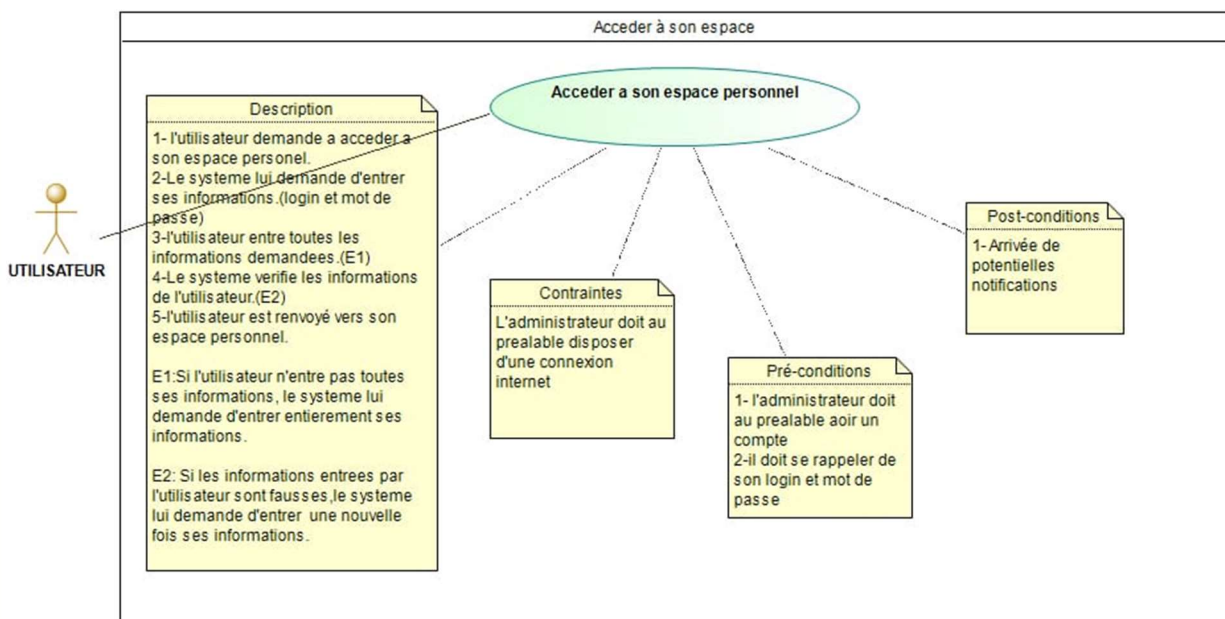 Acceder à son espace
Acceder a son espace personnel
UTILISATEUR
Description
1- l'utilisateur demande a acceder a
son espace personel.
2-Le systeme lui demande d'entrer
ses informations.(login et mot de
passe)
3-l'utilisateur entre toutes les
informations demandees.(E1)
4-Le systeme verifie les informations
de l'utilisateur.(E2)
5-l'utilisateur est renvoyé vers son
espace personnel.
E1:Si l'utilisateur n'entre pas toutes
ses informations, le systeme lui
demande d'entrer entierement ses
informations.
E2: Si les informations entrees par
l'utilisateur sont fausses,le systeme
lui demande d'entrer une nouvelle
fois ses informations.
Contraintes
L'administrateur doit au
prealable disposer
d'une connexion
internet
Pré-conditions
1- l'administrateur doit
au prealable aoir un
compte
2-il doit se rappeler de
son login et mot de
passe
Post-conditions
1- Arrivée de
potentielles
notifications